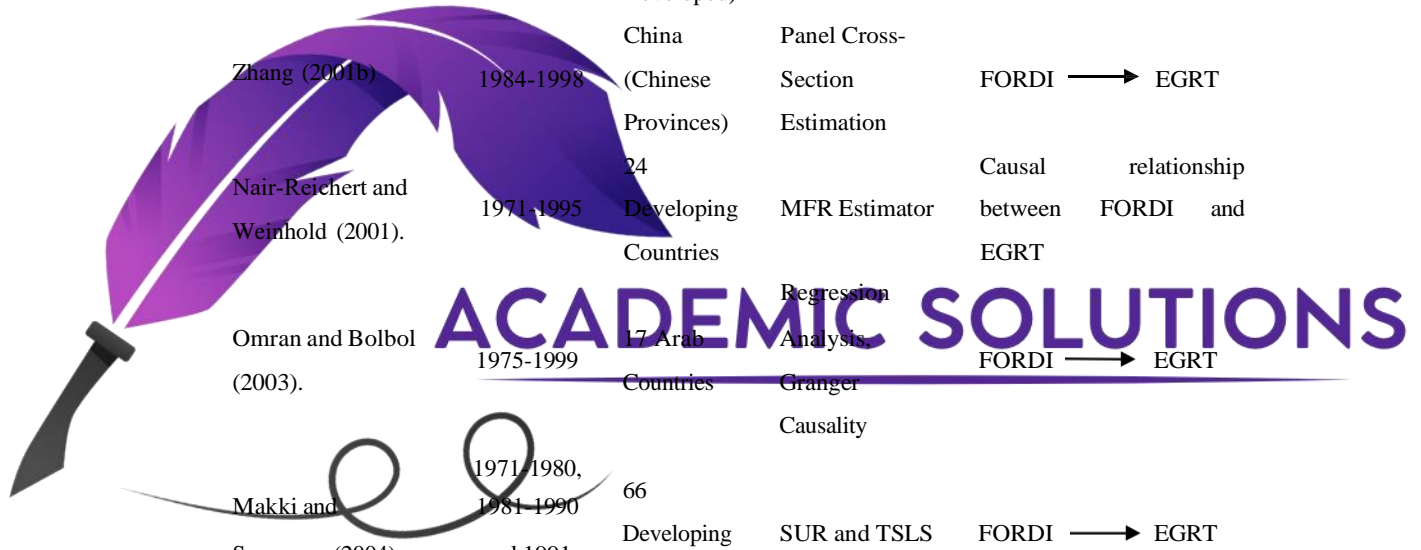 China Panel Cross-
Zhang (2001b) 1984-1998 (Chinese Section FORDI ⟶ EGRT
Provinces) Estimation
24 Causal relationship
Nair-Reichert and
1971-1995 Developing MFR Estimator between FORDI and
Weinhold (2001).
Countries EGRT
Regression
ACADEMIC SOLUTIONS
Omran and Bolbol 17 Arab Analysis,
1975-1999 FORDI ⟶ EGRT
(2003). Countries Granger
Causality
1971-1980,
66
Makki and 1981-1990
Developing SUR and TSLS FORDI ⟶ EGRT